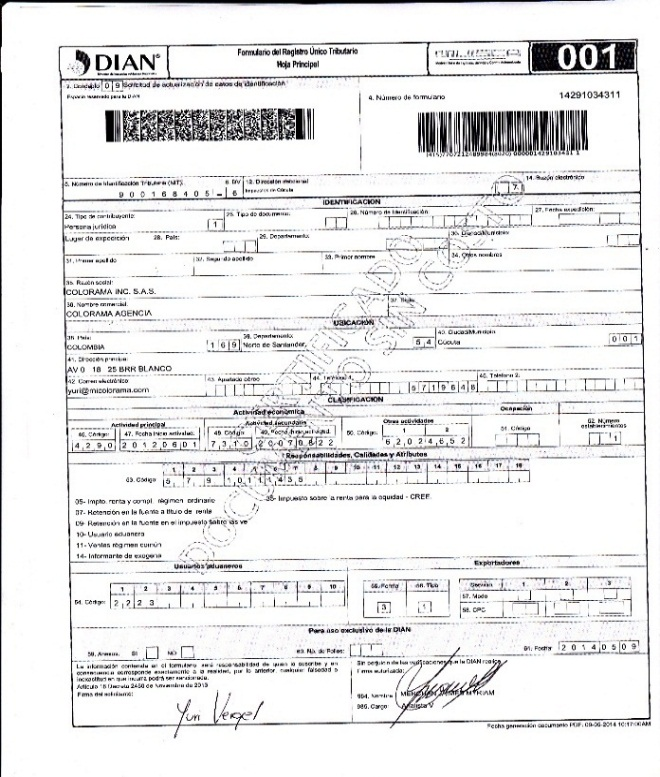 DIAN
Formulario del Registro Único Tributario
Hoja Principal
001
2. Concepto 0 9 Solicitud de actualización de datos de identificación
Espacio reservado para la DIAN
4. Número de formulario 14291034311
5. Número de Identificación Tributaria (NIT): 6. DV 12. Dirección seccional 14. Buzón electrónico
9 0 0 1 6 8 4 0 5 - 6 Impuestos de Cúcuta 7
IDENTIFICACION
24. Tipo de contribuyente: 25. Tipo de documento: 26. Número de Identificación: 27. Fecha expedición:
Persona jurídica 1
Lugar de expedición 28. País: 29. Departamento: 30. Ciudad/Municipio:
31. Primer apellido 32. Segundo apellido 33. Primer nombre 34. Otros nombres
35. Razón social:
COLORAMA INC. S.A.S.
36. Nombre comercial: 37. Sigla:
COLORAMA AGENCIA
UBICACIÓN
38. País: 39. Departamento: 40. Ciudad/Municipio:
COLOMBIA 1 6 9 Norte de Santander 5 4 Cúcuta 0 0 1
41. Dirección principal:
AV 0 18 25 BRR BLANCO
42. Correo electrónico: 43. Apartado aéreo 44. Teléfono 1: 45. Teléfono 2:
yuri@micolorama.com 5 7 1 9 6 4 8
CLASIFICACION
Actividad económica Ocupación
Actividad principal Actividad secundaria Otras actividades 52. Número establecimientos
46. Código: 47. Fecha inicio actividad: 48. Código: 49. Fecha inicio actividad: 50. Código: 1 2 51. Código
4 2 9 0 2 0 1 2 0 6 0 1 7 3 1 0 2 0 0 7 0 8 2 2 6 2 0 2 4 6 5 2 1
Responsabilidades, Calidades y Atributos
1 2 3 4 5 6 7 8 9 10 11 12 13 14 15 16 17 18
53. Código 5 7 9 1 0 1 1 1 4 3 5
05- Impto. renta y compl. régimen ordinario 35- Impuesto sobre la renta para la equidad - CREE.
07- Retención en la fuente a título de renta
09- Retención en la fuente en el impuesto sobre las ve
10- Usuario aduanero
11- Ventas régimen común
14- Informante de exogena
DOCUMENTO SIN COSTO
Usuarios aduaneros Exportadores
1 2 3 4 5 6 7 8 9 10 55. Forma 56. Tipo Servicio 1 2 3
54. Código: 2 2 2 3 3 1 57. Modo
58. CPC
Para uso exclusivo de la DIAN
59. Anexos: SI NO 60. No. de Folios: 61. Fecha: 2 0 1 4 0 5 0 9
La información contenida en el formulario, será responsabilidad de quien lo suscribe y en
consecuencia corresponde exactamente a la realidad; por lo anterior, cualquier falsedad o
inexactitud en que incurra podrá ser sancionada.
Artículo 18 Decreto 2460 de Noviembre de 2013
Firma del solicitante:
Yuri Vergel
Sin perjuicio de las verificaciones que la DIAN realice.
Firma autorizada:
984. Nombre
985. Cargo: Analista V
Fecha generación documento PDF: 09-05-2014 10:17:00AM